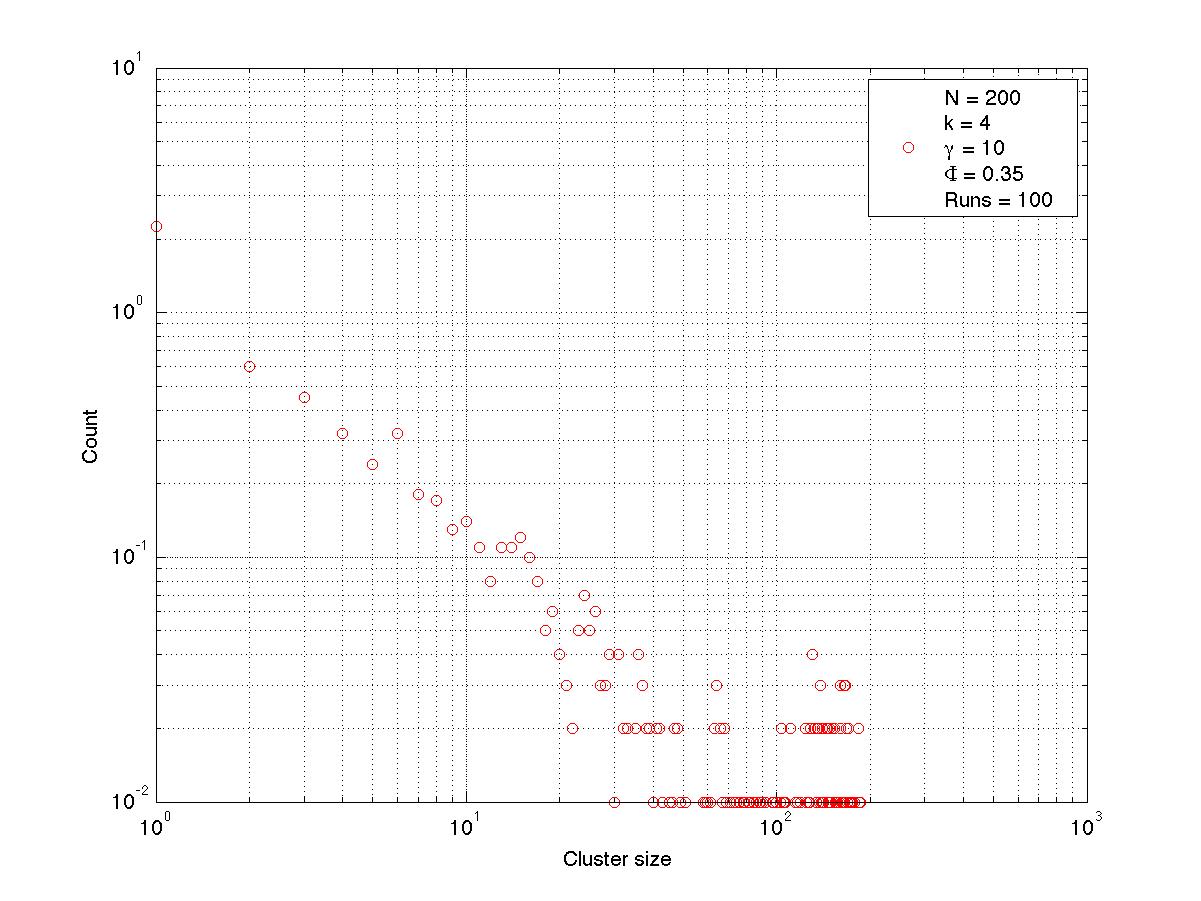 10^1
10^0
10^-1
10^-2
Count
N = 200
k = 4
γ = 10
Φ = 0.35
Runs = 100
10^0
10^1
10^2
10^3
Cluster size